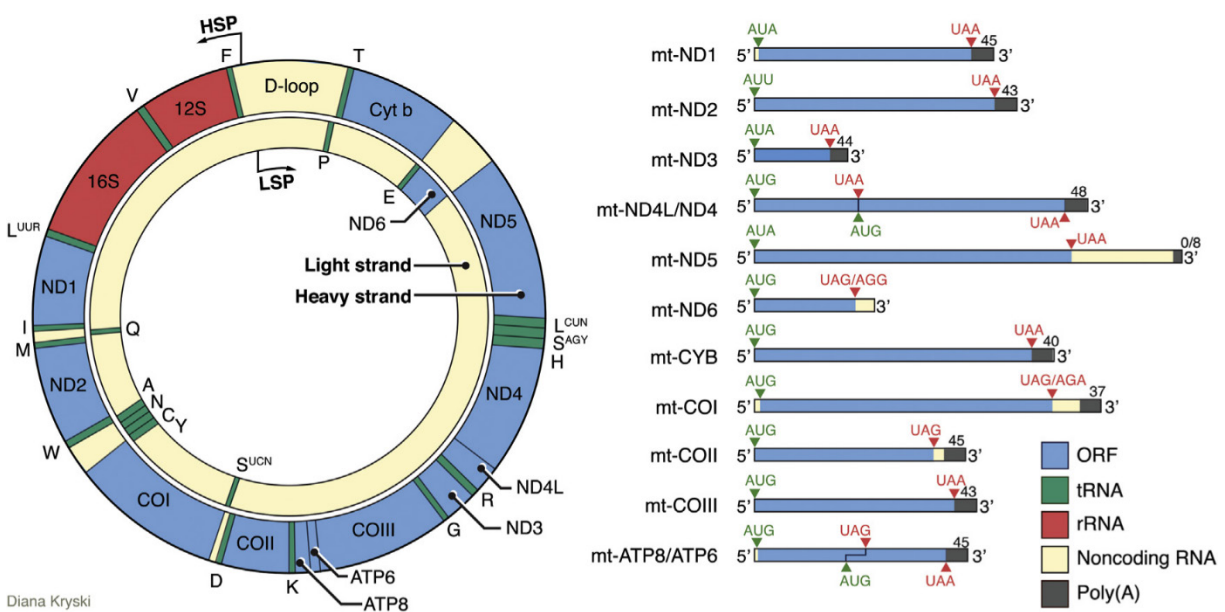 HSP
F
D-loop
T
V
12S
Cyt b
16S
P
LSP
E
ND6
ND5
L^UUR
Light strand
Heavy strand
ND1
I
Q
L^CUN
M
S^AGY
H
ND2
A
N
C
Y
ND4
W
S^UCN
ND4L
R
COI
COIII
ND3
G
COII
ATP6
D
K
ATP8
Diana Kryski
AUA UAA 45
mt-ND1 5’ 3’
AUU UAA 43
mt-ND2 5’ 3’
AUA UAA 44
mt-ND3 5’ 3’
AUG UAA 48
mt-ND4L/ND4 5’ 3’
AUG UAA
AUA UAA 0/8
mt-ND5 5’ 3’
AUG UAG/AGG
mt-ND6 5’ 3’
AUG UAA 40
mt-CYB 5’ 3’
AUG UAG/AGA 37
mt-COI 5’ 3’
AUG UAG 45
mt-COII 5’ 3’
AUG UAA 43
mt-COIII 5’ 3’
AUG UAG 45
mt-ATP8/ATP6 5’ 3’
AUG UAA
ORF
tRNA
rRNA
Noncoding RNA
Poly(A)